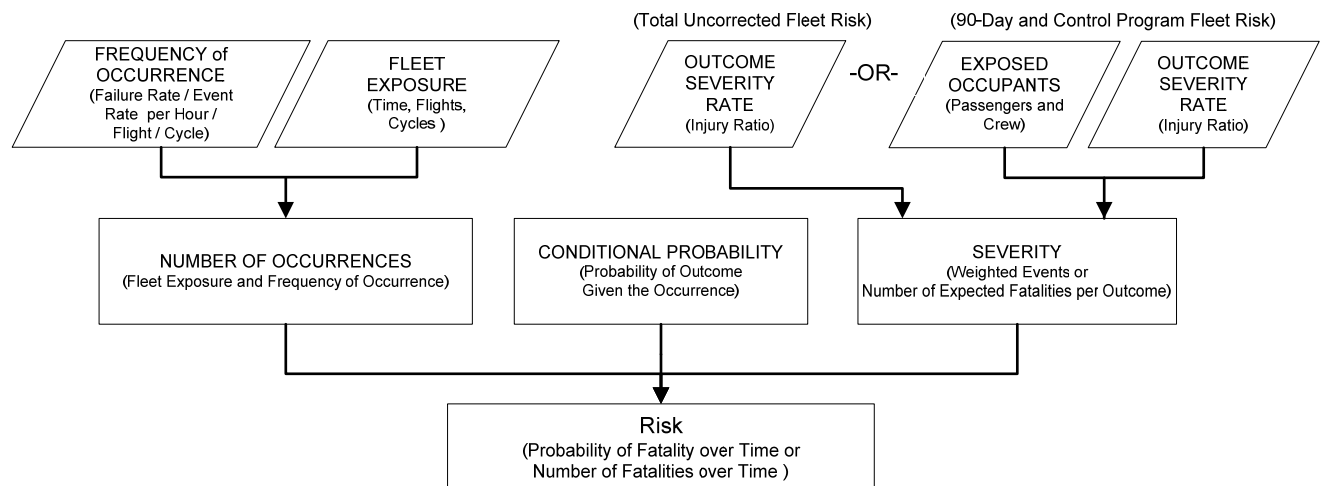 (Total Uncorrected Fleet Risk)
(90-Day and Control Program Fleet Risk)
FREQUENCY of
OCCURRENCE
(Failure Rate / Event
Rate per Hour /
Flight / Cycle)
FLEET
EXPOSURE
(Time, Flights,
Cycles )
OUTCOME
SEVERITY
RATE
(Injury Ratio)
-OR-
EXPOSED
OCCUPANTS
(Passengers and
Crew)
OUTCOME
SEVERITY
RATE
(Injury Ratio)
NUMBER OF OCCURRENCES
(Fleet Exposure and Frequency of Occurrence)
CONDITIONAL PROBABILITY
(Probability of Outcome
Given the Occurrence)
SEVERITY
(Weighted Events or
Number of Expected Fatalities per Outcome)
Risk
(Probability of Fatality over Time or
Number of Fatalities over Time )